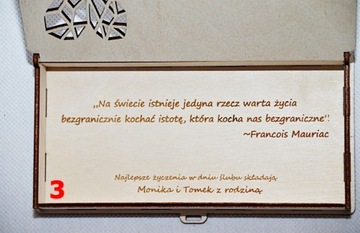 „Na świecie istnieje jedyna rzecz warta życia
bezgranicznie kochać istotę, która kocha nas bezgraniczne".
~Francois Mauriac
Najlepsze życzenia w dniu ślubu składają
Monika i Tomek z rodziną
3